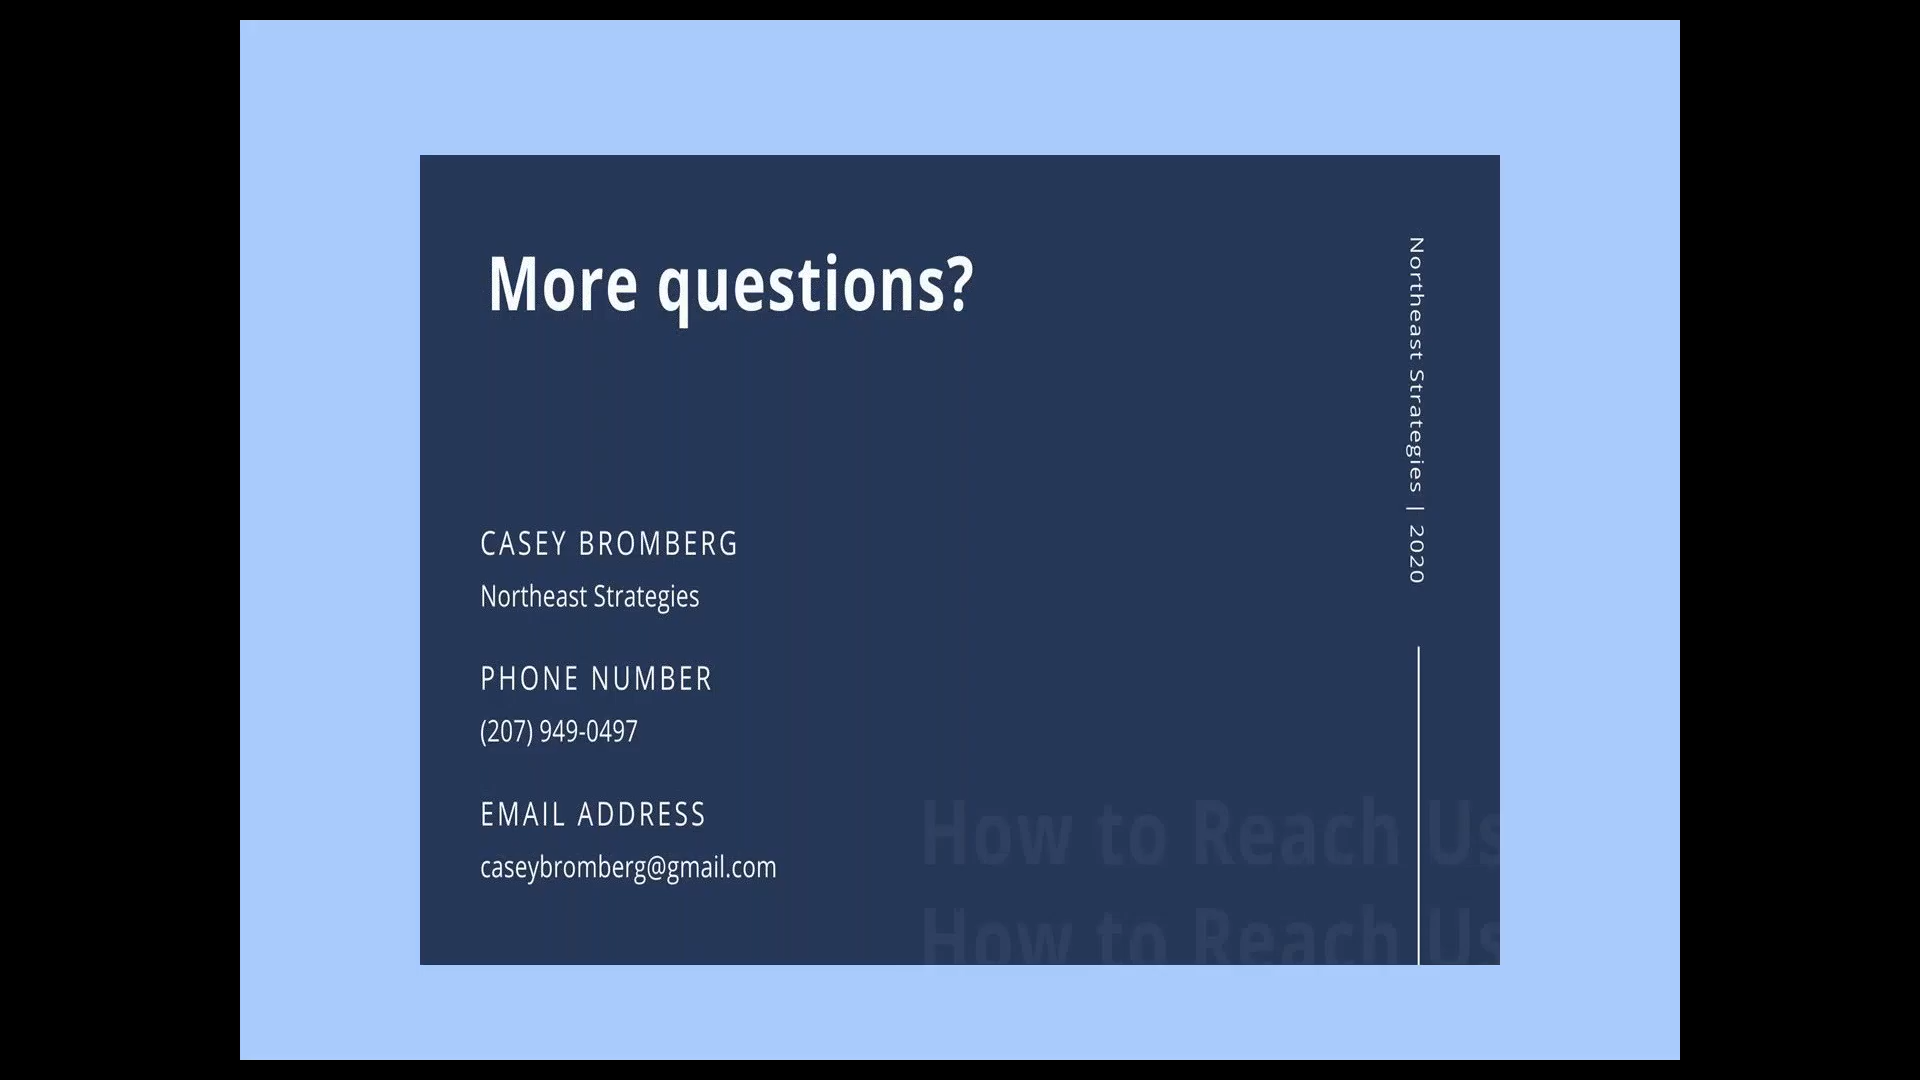 More questions?
CASEY BROMBERG
Northeast Strategies
PHONE NUMBER
(207) 949-0497
EMAIL ADDRESS
caseybromberg@gmail.com
Northeast Strategies | 2020
How to Reach Us
How to Reach Us